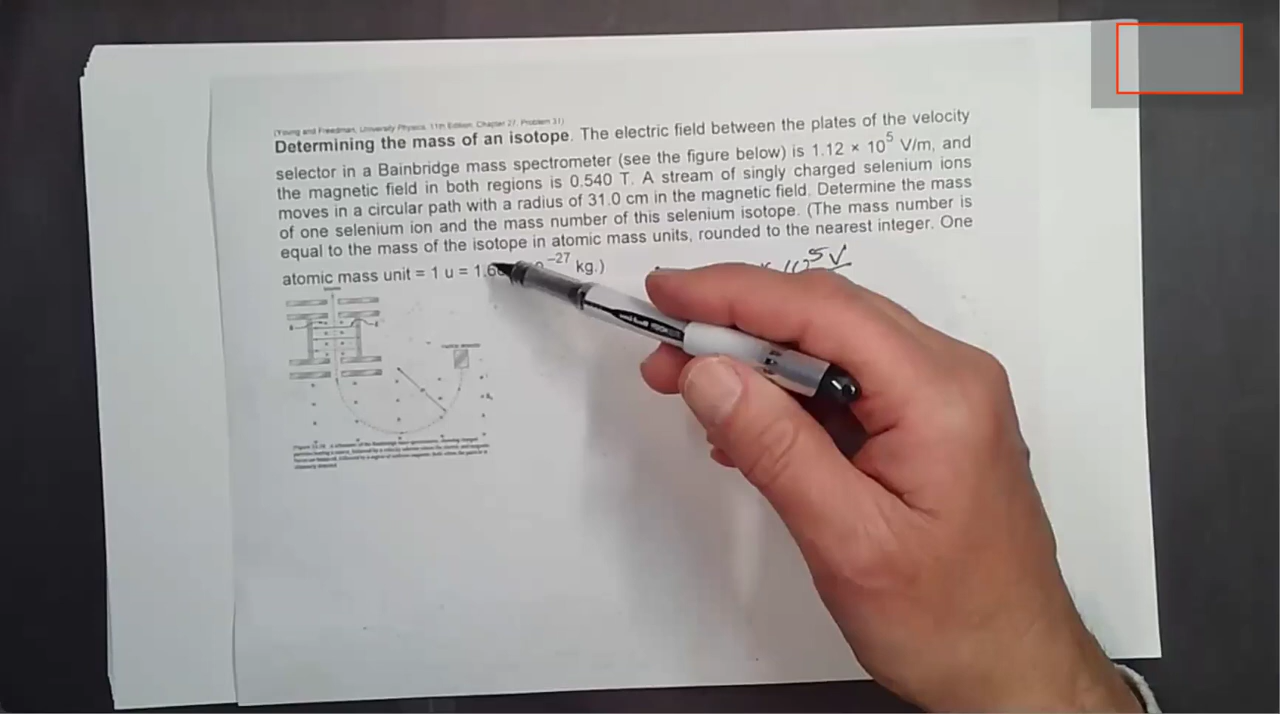 (Young and Freedman, University Physics, 11th Edition, Chapter 27, Problem 31)
Determining the mass of an isotope. The electric field between the plates of the velocity
selector in a Bainbridge mass spectrometer (see the figure below) is 1.12 × 10⁵ V/m, and
the magnetic field in both regions is 0.540 T. A stream of singly charged selenium ions
moves in a circular path with a radius of 31.0 cm in the magnetic field. Determine the mass
of one selenium ion and the mass number of this selenium isotope. (The mass number is
equal to the mass of the isotope in atomic mass units, rounded to the nearest integer. One
atomic mass unit = 1 u = 1.6 ⁻²⁷ kg.)
10⁵ V